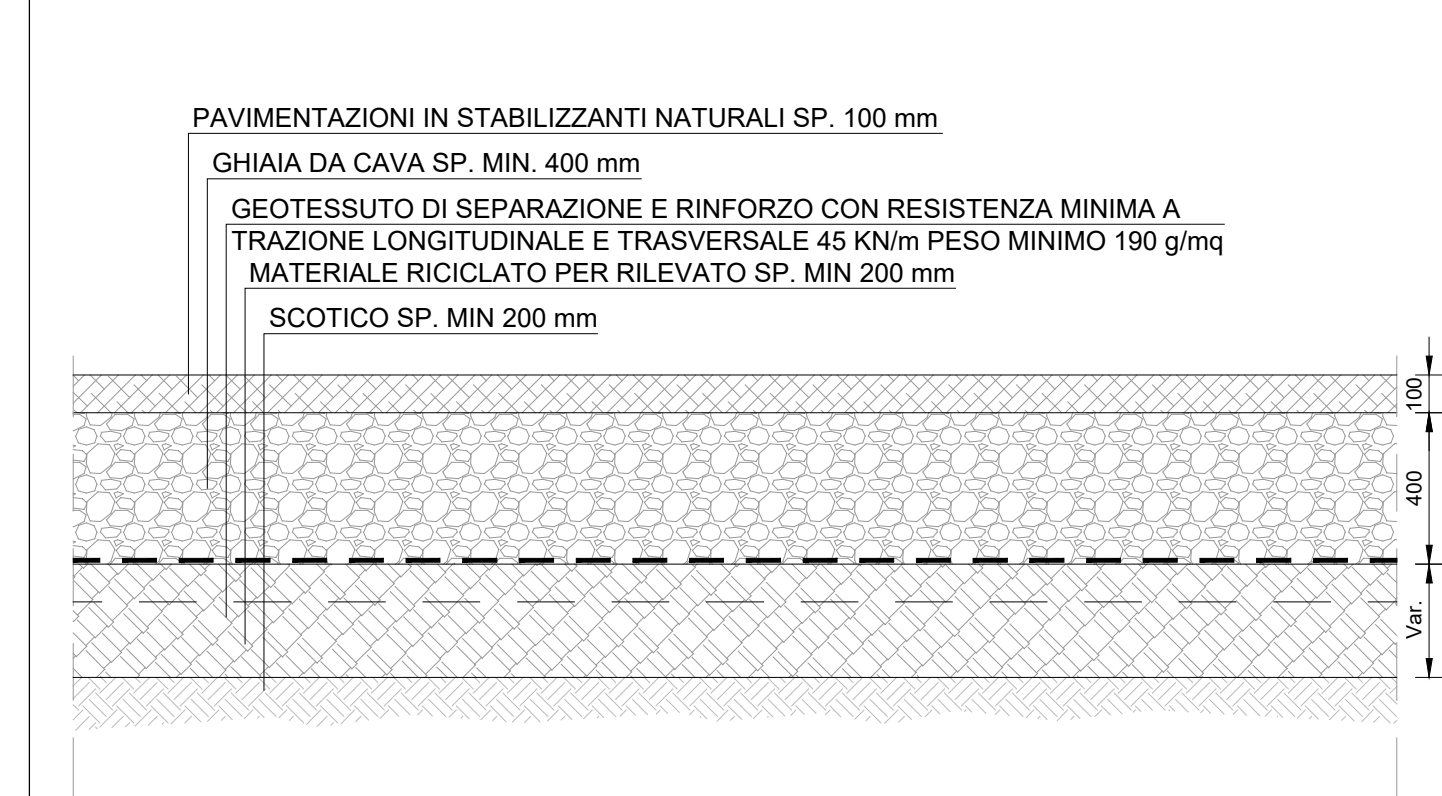 PAVIMENTAZIONI IN STABILIZZANTI NATURALI SP. 100 mm
GHIAIA DA CAVA SP. MIN. 400 mm
GEOTESSUTO DI SEPARAZIONE E RINFORZO CON RESISTENZA MINIMA A
TRAZIONE LONGITUDINALE E TRASVERSALE 45 KN/m PESO MINIMO 190 g/mq
MATERIALE RICICLATO PER RILEVATO SP. MIN 200 mm
SCOTICO SP. MIN 200 mm
100
400
Var.